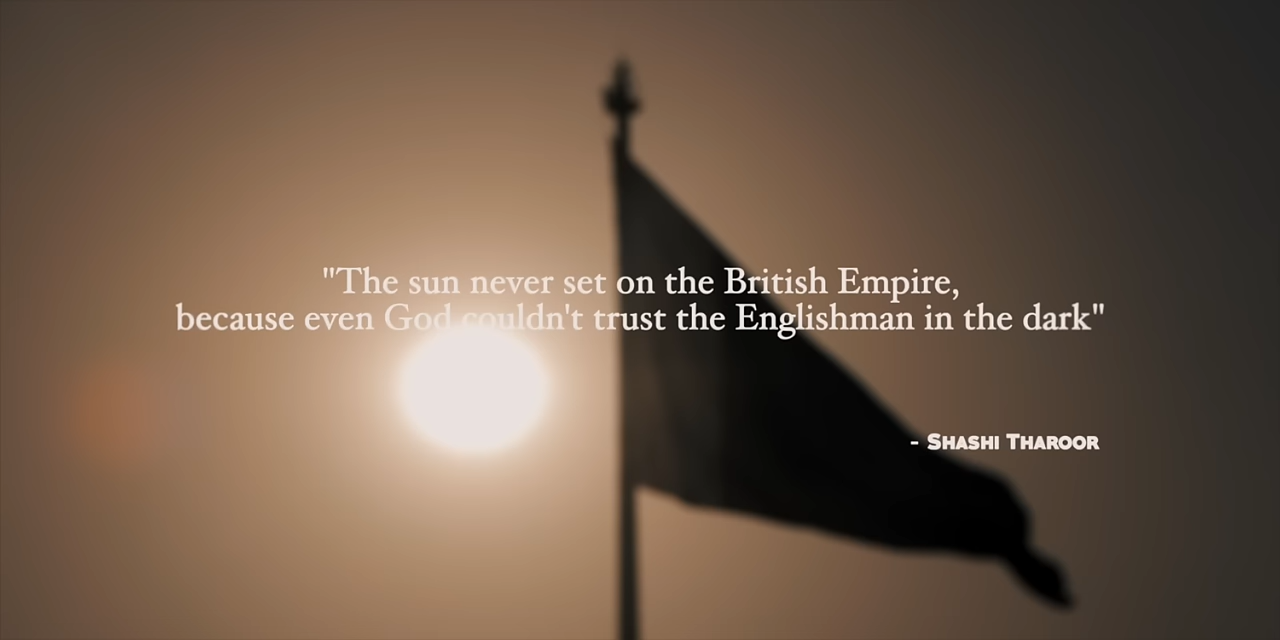 "The sun never set on the British Empire,
because even God couldn't trust the Englishman in the dark"
- Shashi Tharoor